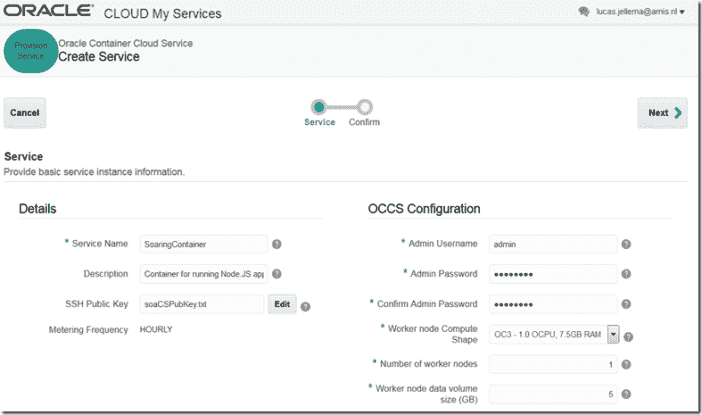 ORACLE CLOUD My Services
lucas.jellema@amis.nl
Provision Service
Oracle Container Cloud Service
Create Service
Cancel
Service
Confirm
Next
Service
Provide basic service instance information.
Details
* Service Name SoaringContainer
Description Container for running Node.JS app
SSH Public Key soaCSPubKey.txt Edit
Metering Frequency HOURLY
OCCS Configuration
* Admin Username admin
* Admin Password ●●●●●●●●
* Confirm Admin Password ●●●●●●●●
* Worker node Compute Shape OC3 - 1.0 OCPU, 7.5GB RAM
* Number of worker nodes 1
* Worker node data volume size (GB) 5